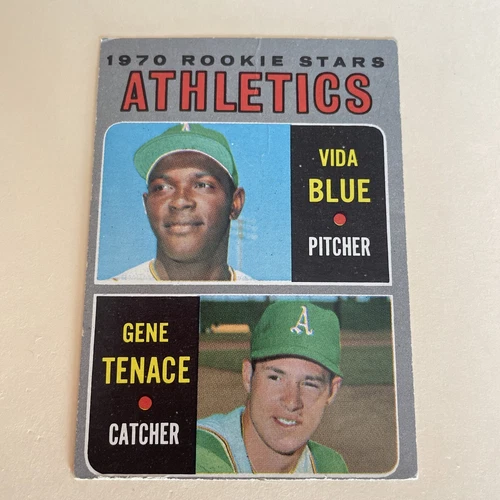 1970 ROOKIE STARS
ATHLETICS
A
VIDA
BLUE
PITCHER
GENE
TENACE
CATCHER
A